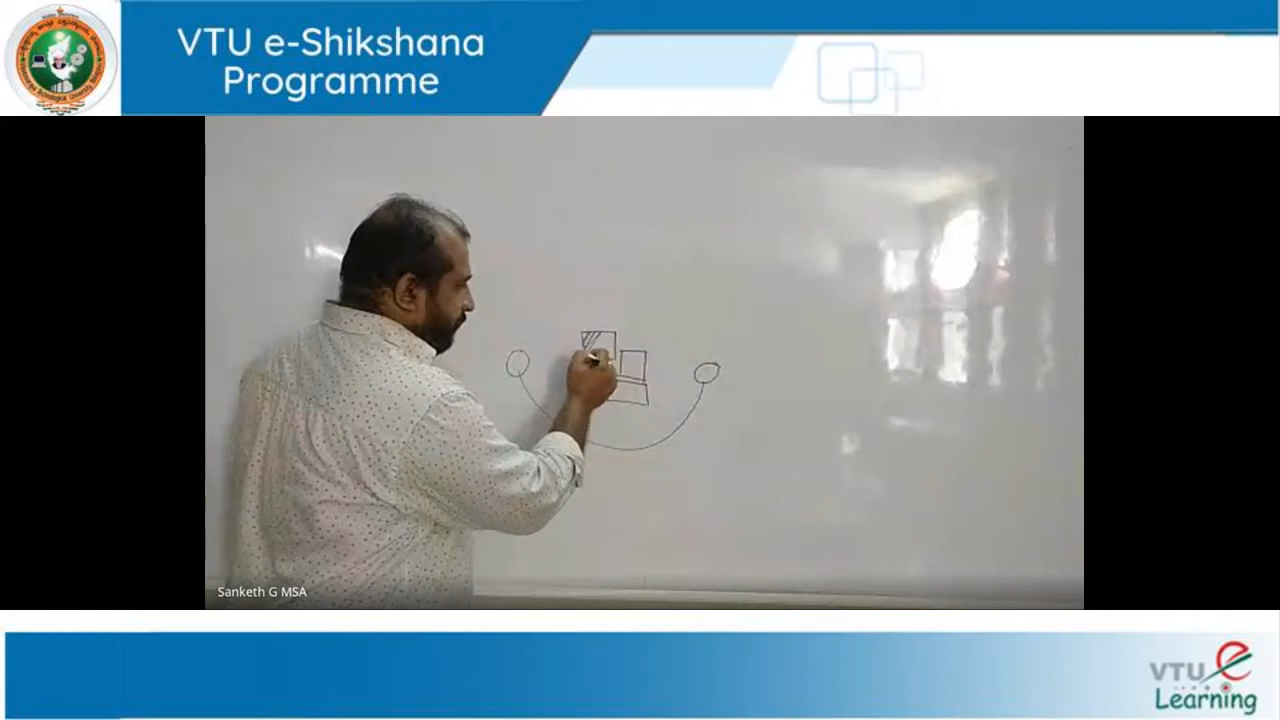 VTU e-Shikshana
Programme
Sanketh G MSA
VTU
Learning